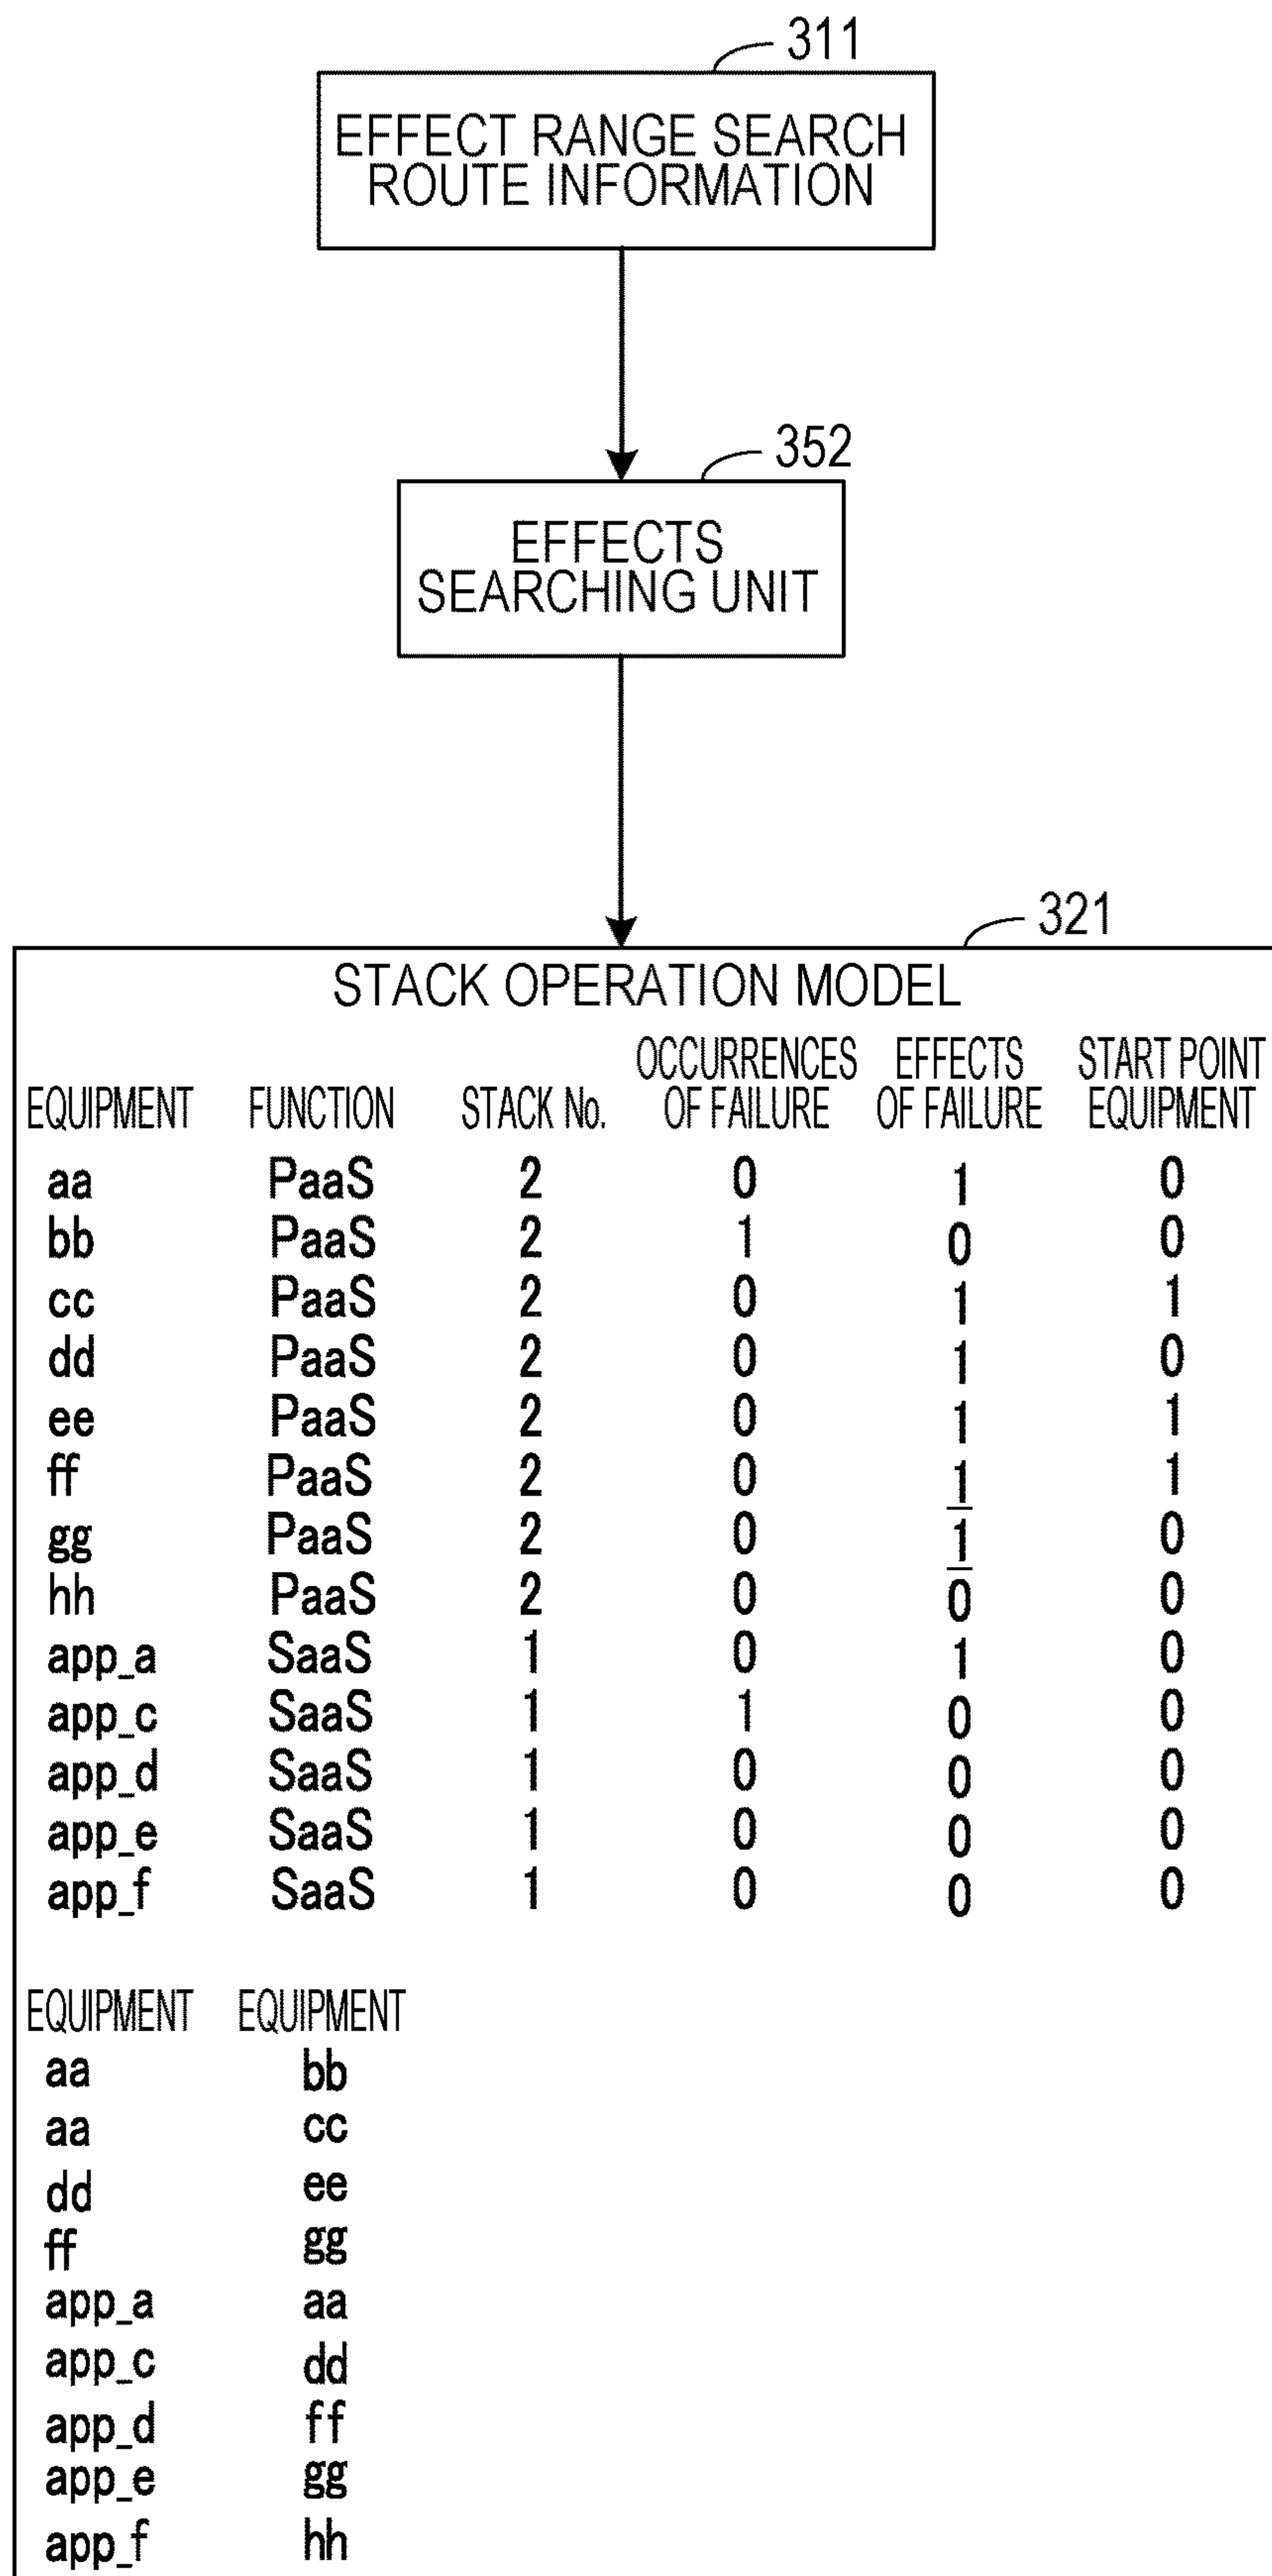 311
EFFECT RANGE SEARCH
ROUTE INFORMATION
352
EFFECTS
SEARCHING UNIT
321
STACK OPERATION MODEL
EQUIPMENT FUNCTION STACK No. OCCURRENCES OF FAILURE EFFECTS OF FAILURE START POINT EQUIPMENT
aa PaaS 2 0 1 0
bb PaaS 2 1 0 0
cc PaaS 2 0 1 1
dd PaaS 2 0 1 0
ee PaaS 2 0 1 1
ff PaaS 2 0 1 1
gg PaaS 2 0 1 0
hh PaaS 2 0 0 0
app_a SaaS 1 0 1 0
app_c SaaS 1 1 0 0
app_d SaaS 1 0 0 0
app_e SaaS 1 0 0 0
app_f SaaS 1 0 0 0
EQUIPMENT EQUIPMENT
aa bb
aa cc
dd ee
ff gg
app_a aa
app_c dd
app_d ff
app_e gg
app_f hh